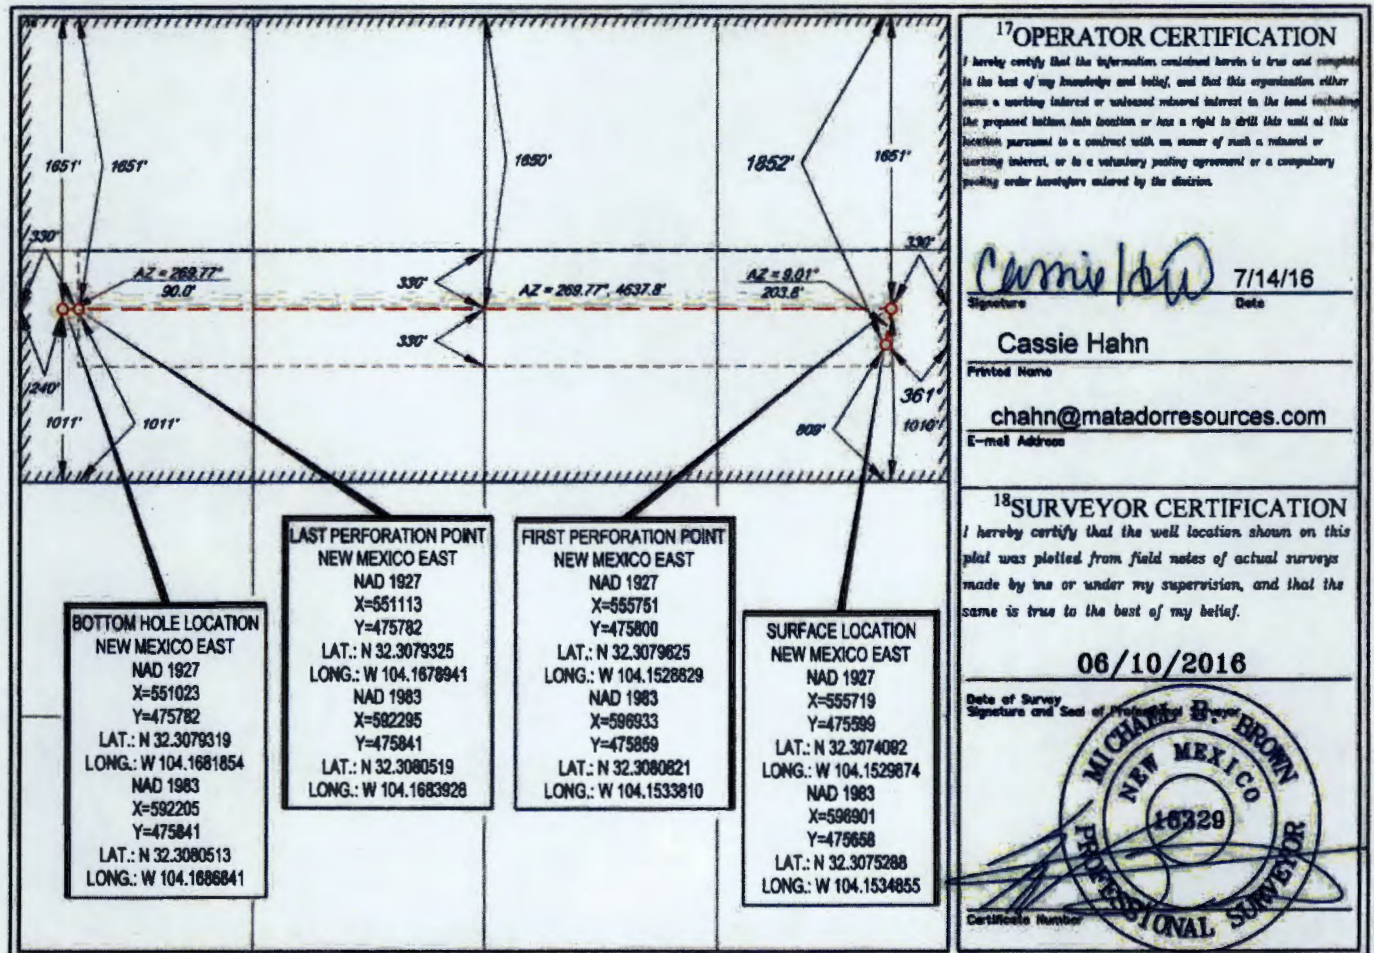 1651'
1651'
1650'
1852'
1651'
330'
330'
AZ = 269.77°
90.0'
330'
AZ = 269.77°, 4637.8'
AZ = 9.01°
203.6'
330'
240'
361'
1011'
1011'
809'
1010'
BOTTOM HOLE LOCATION
NEW MEXICO EAST
NAD 1927
X=551023
Y=475782
LAT.: N 32.3079319
LONG.: W 104.1681854
NAD 1983
X=592205
Y=475841
LAT.: N 32.3080513
LONG.: W 104.1686841
LAST PERFORATION POINT
NEW MEXICO EAST
NAD 1927
X=551113
Y=475782
LAT.: N 32.3079325
LONG.: W 104.1678941
NAD 1983
X=592295
Y=475841
LAT.: N 32.3080519
LONG.: W 104.1683928
FIRST PERFORATION POINT
NEW MEXICO EAST
NAD 1927
X=555751
Y=475800
LAT.: N 32.3079625
LONG.: W 104.1528829
NAD 1983
X=596933
Y=475859
LAT.: N 32.3080821
LONG.: W 104.1533810
SURFACE LOCATION
NEW MEXICO EAST
NAD 1927
X=555719
Y=475599
LAT.: N 32.3074092
LONG.: W 104.1529874
NAD 1983
X=596901
Y=475658
LAT.: N 32.3075288
LONG.: W 104.1534855
17 OPERATOR CERTIFICATION
I hereby certify that the information contained herein is true and complete
to the best of my knowledge and belief, and that this organization either
owns a working interest or unleased mineral interest in the land including
the proposed bottom hole location or has a right to drill this well at this
location pursuant to a contract with an owner of such a mineral or
working interest, or to a voluntary pooling agreement or a compulsory
pooling order heretofore entered by the division.
Cassie Hahn 7/14/16
Signature Date
Cassie Hahn
Printed Name
chahn@matadorresources.com
E-mail Address
18 SURVEYOR CERTIFICATION
I hereby certify that the well location shown on this
plat was plotted from field notes of actual surveys
made by me or under my supervision, and that the
same is true to the best of my belief.
06/10/2016
Date of Survey
Signature and Seal of Professional Surveyor
MICHAEL B. BROWN
NEW MEXICO
18329
PROFESSIONAL SURVEYOR
Certificate Number